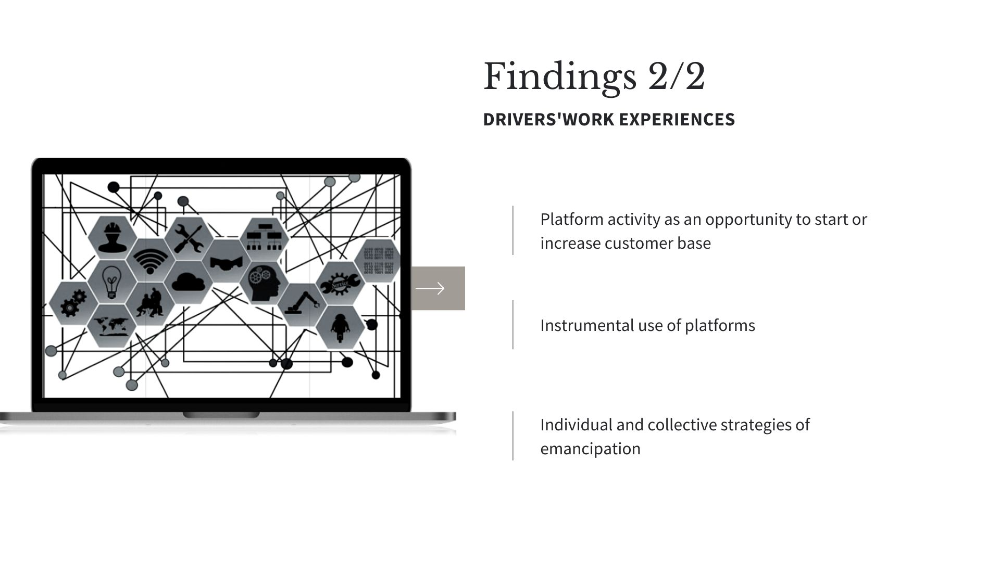 Findings 2/2
DRIVERS'WORK EXPERIENCES
Platform activity as an opportunity to start or
increase customer base
Instrumental use of platforms
Individual and collective strategies of
emancipation
Service